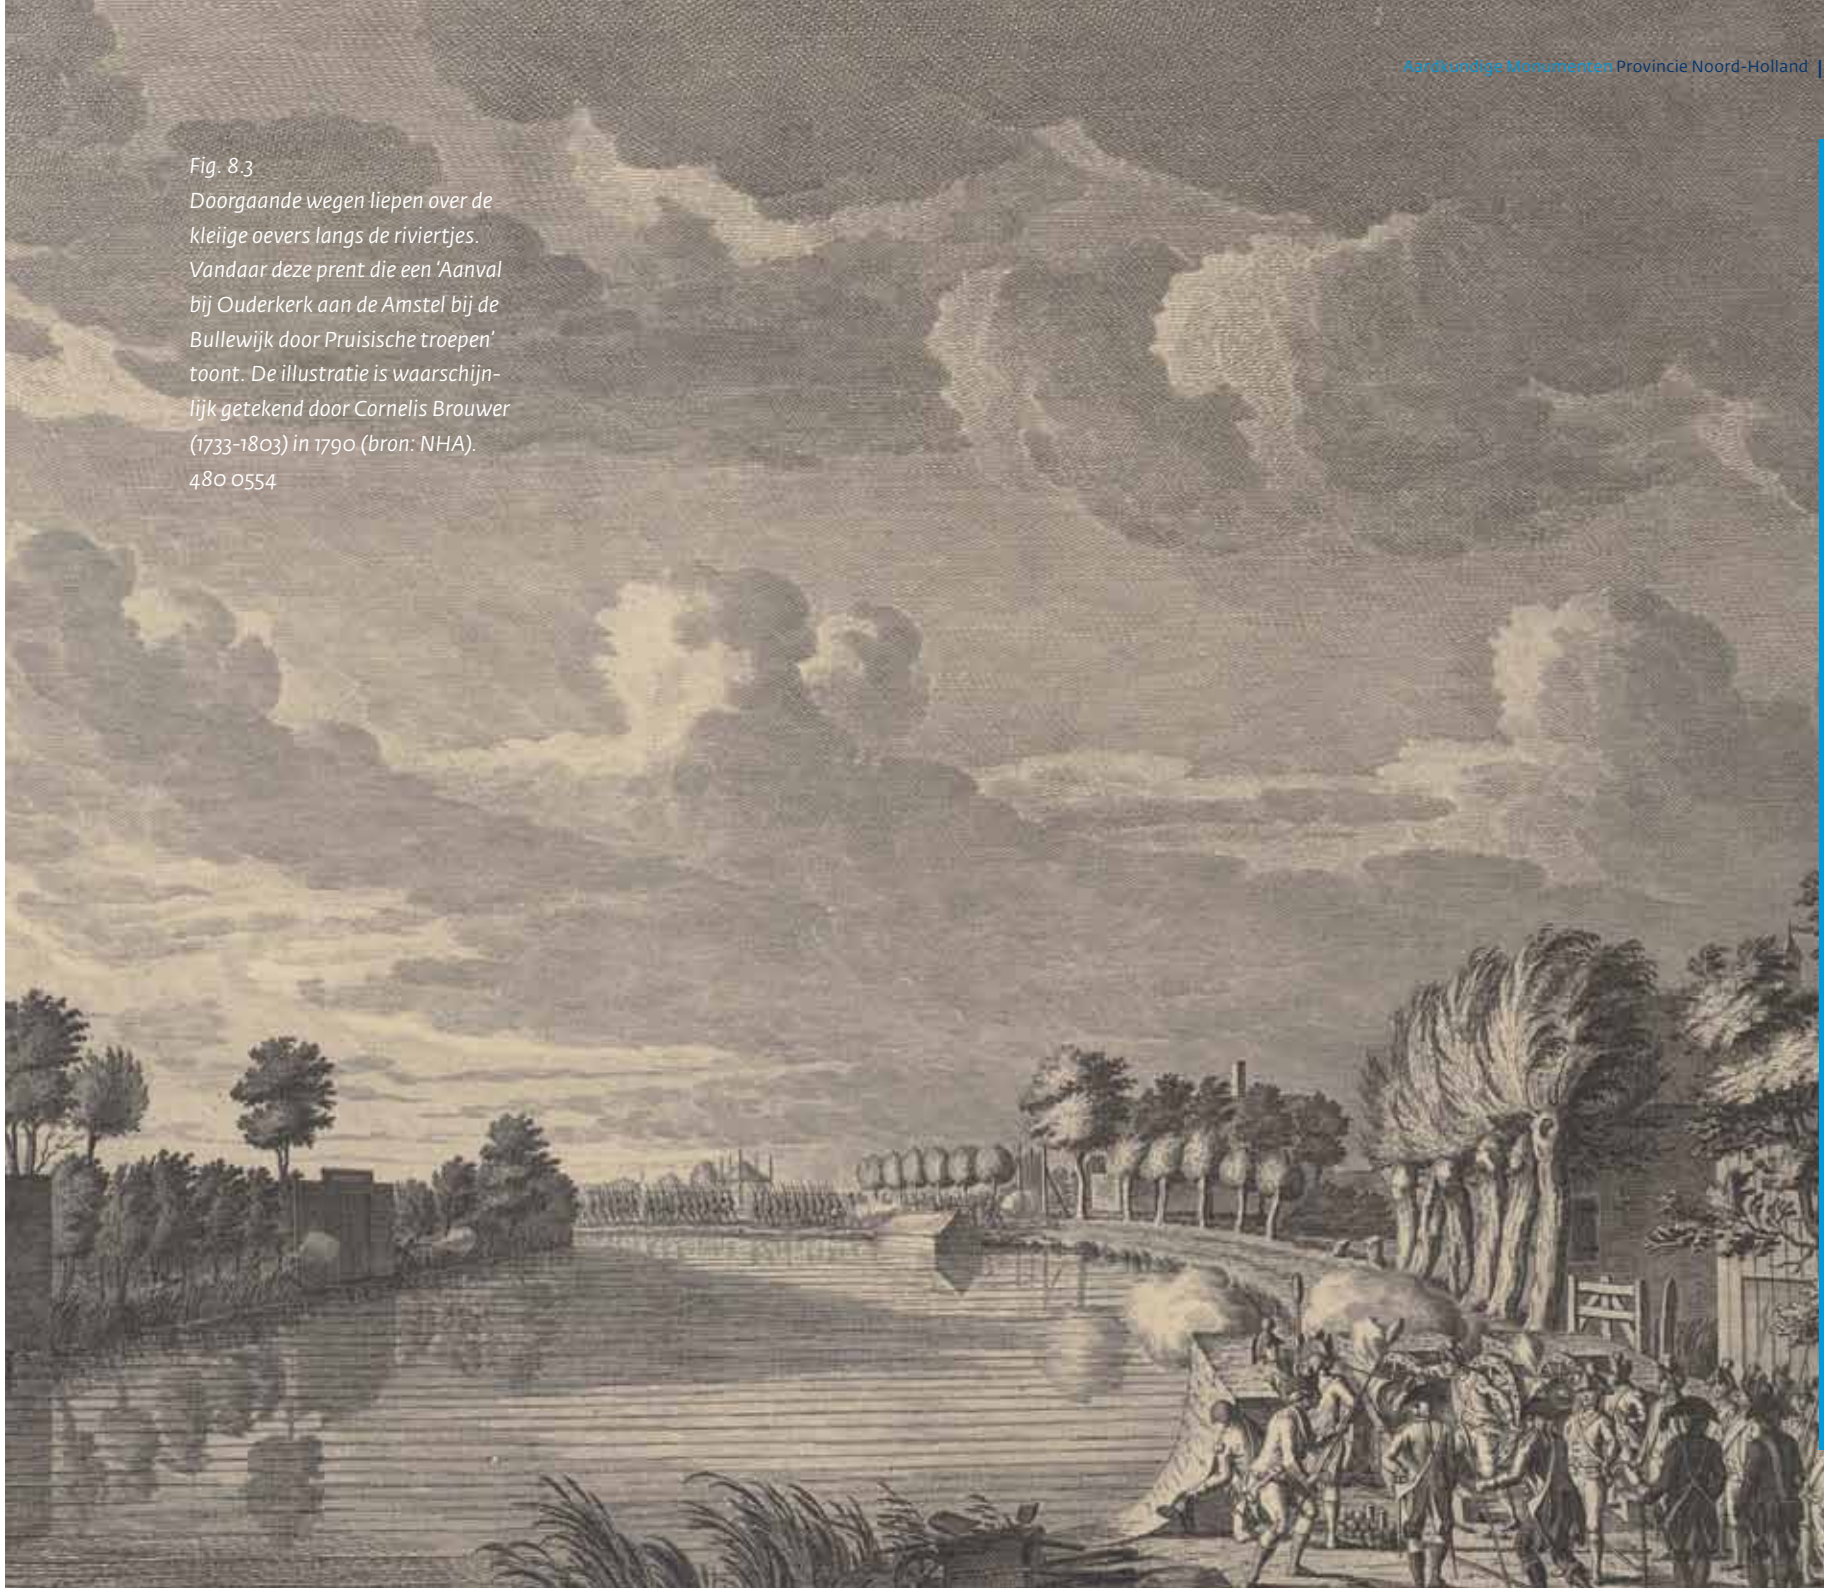 Aardkundige Monumenten Provincie Noord-Holland |
Fig. 8.3
Doorgaande wegen liepen over de
kleiige oevers langs de riviertjes.
Vandaar deze prent die een ‘Aanval
bij Ouderkerk aan de Amstel bij de
Bullewijk door Pruisische troepen’
toont. De illustratie is waarschijn-
lijk getekend door Cornelis Brouwer
(1733-1803) in 1790 (bron: NHA).
480 0554